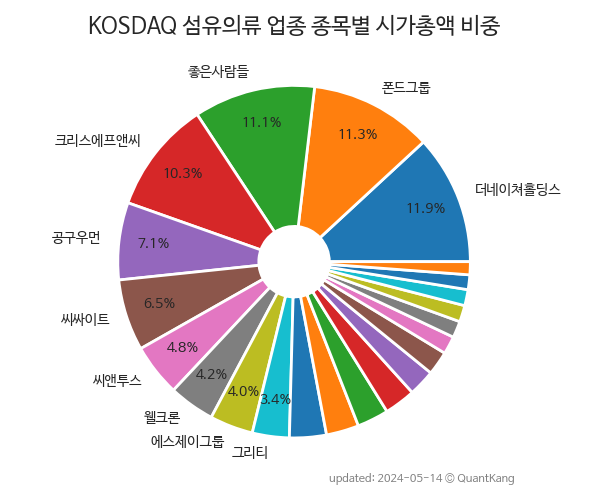 KOSDAQ 섬유의류 업종 종목별 시가총액 비중
좋은사람들
폰드그룹
11.1%
11.3%
크리스에프앤씨
10.3%
더네이쳐홀딩스
11.9%
공구우먼
7.1%
씨싸이트
6.5%
4.8%
씨앤투스
4.2%
4.0%
3.4%
웰크론
에스제이그룹
그리티
updated: 2024-05-14 © QuantKang